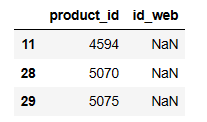 product_id id_web
11 4594 NaN
28 5070 NaN
29 5075 NaN